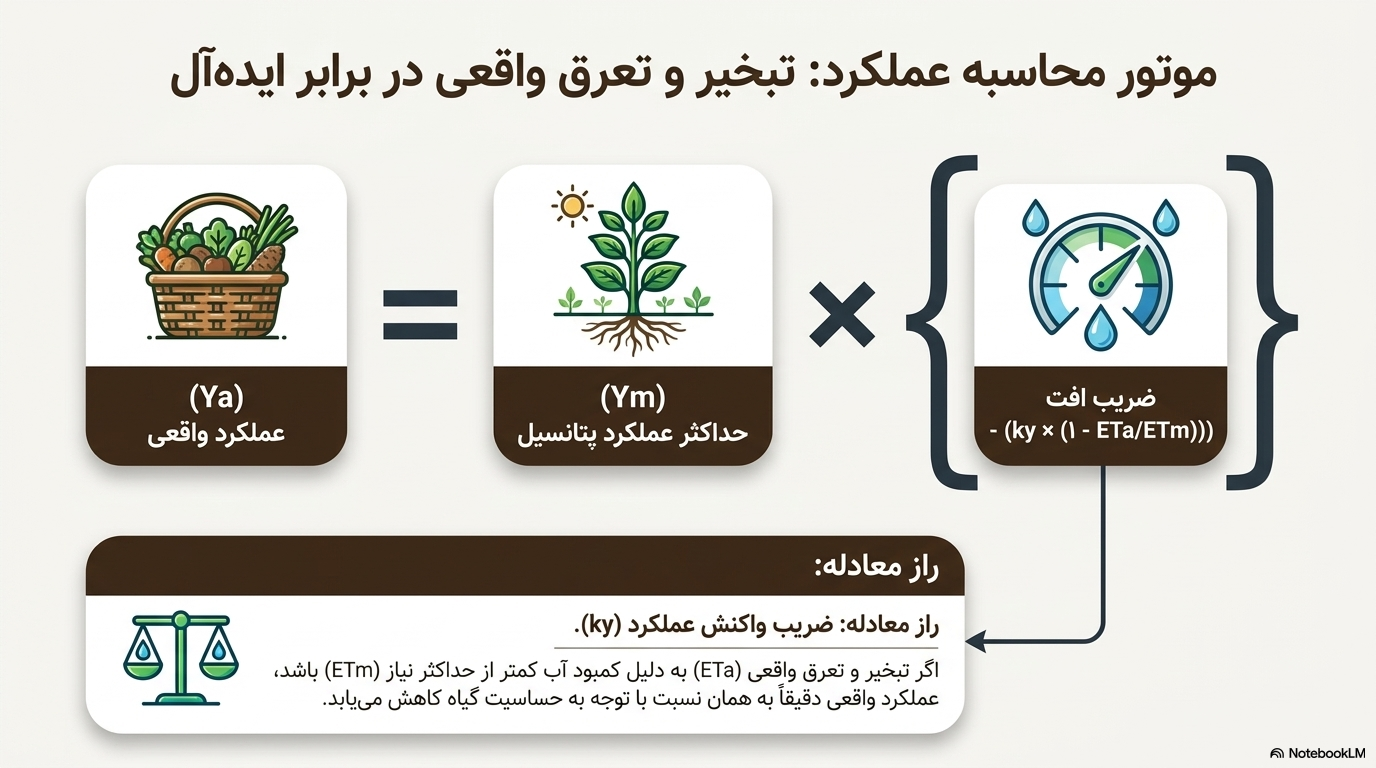 موتور محاسبه عملکرد: تبخیر و تعرق واقعی در برابر ایده‌آل
(Ya)
عملکرد واقعی
=
(Ym)
حداکثر عملکرد پتانسیل
×
{
ضریب افت
- (ky × (۱ - ETa/ETm)))
}
راز معادله:
راز معادله: ضریب واکنش عملکرد (ky).
اگر تبخیر و تعرق واقعی (ETa) به دلیل کمبود آب کمتر از حداکثر نیاز (ETm) باشد،
عملکرد واقعی دقیقاً به همان نسبت با توجه به حساسیت گیاه کاهش می‌یابد.
NotebookLM